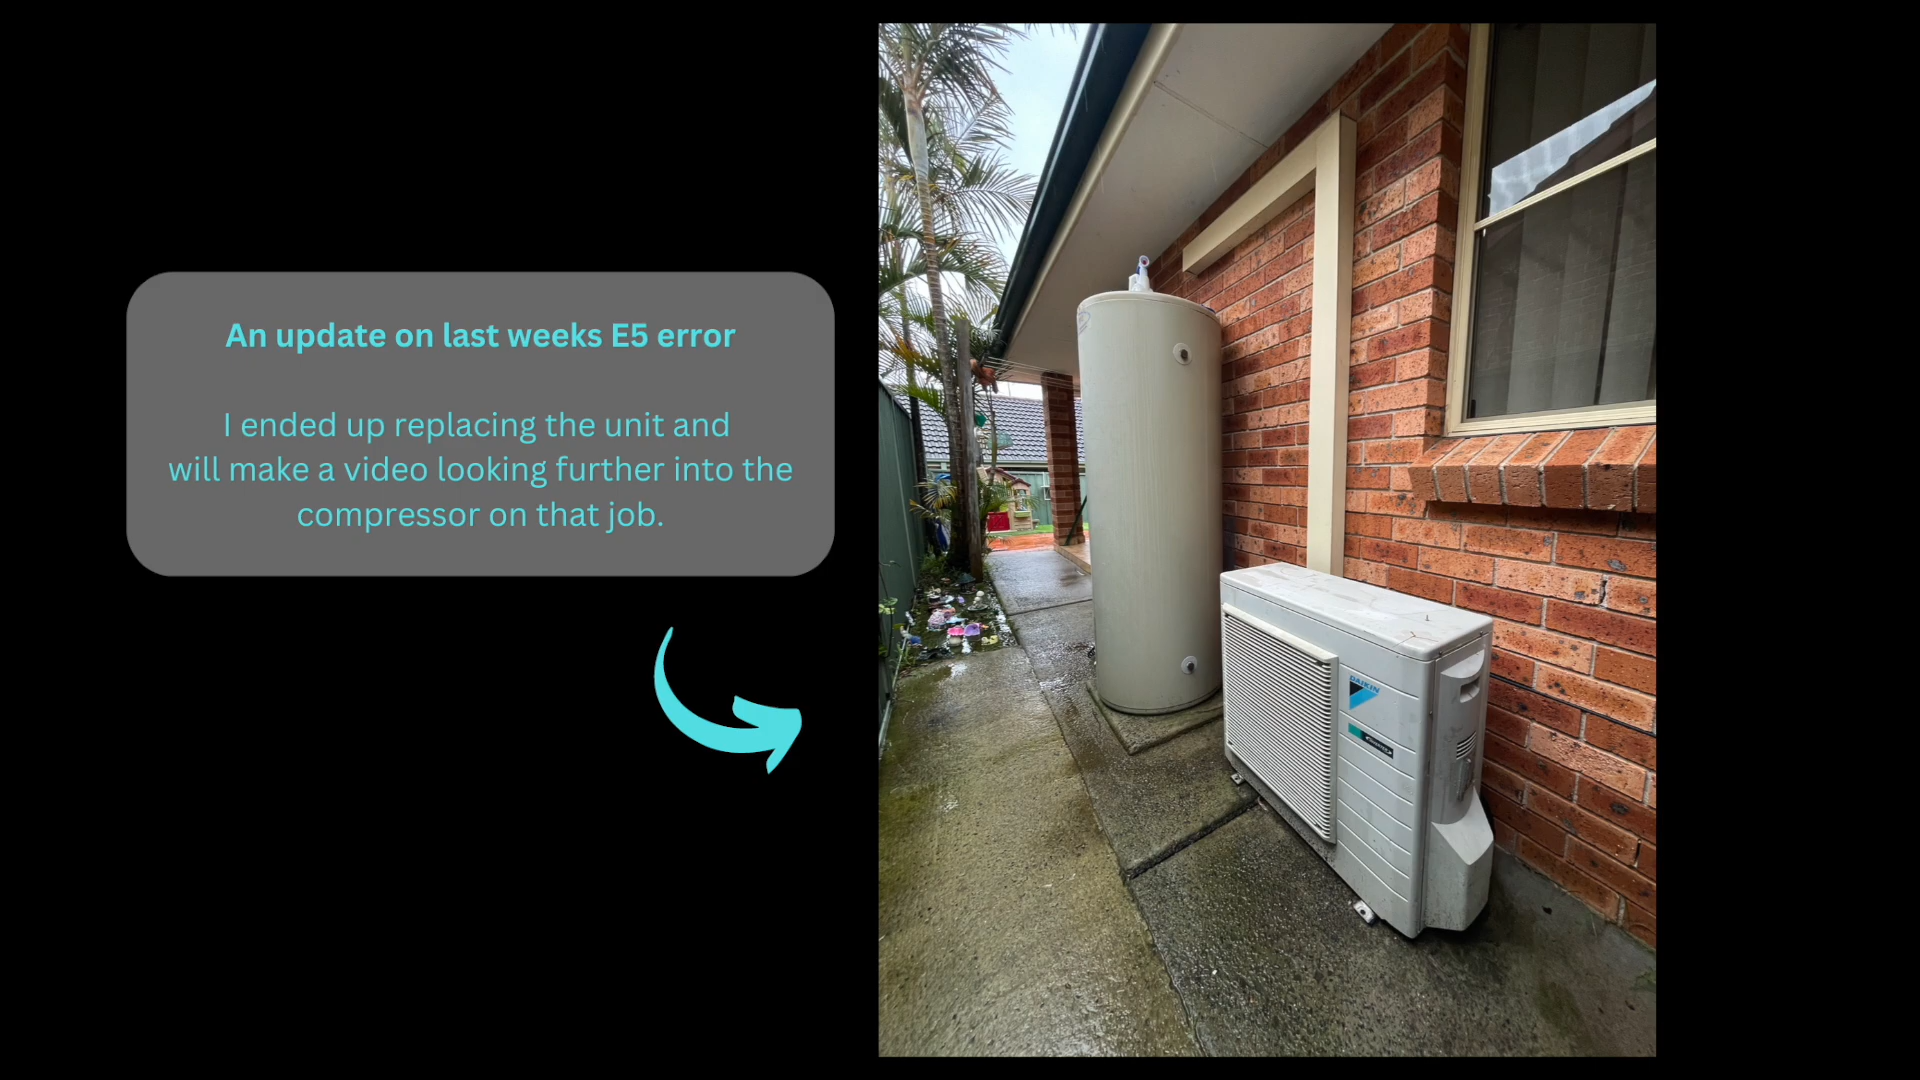 An update on last weeks E5 error
I ended up replacing the unit and
will make a video looking further into the
compressor on that job.
DAIKIN